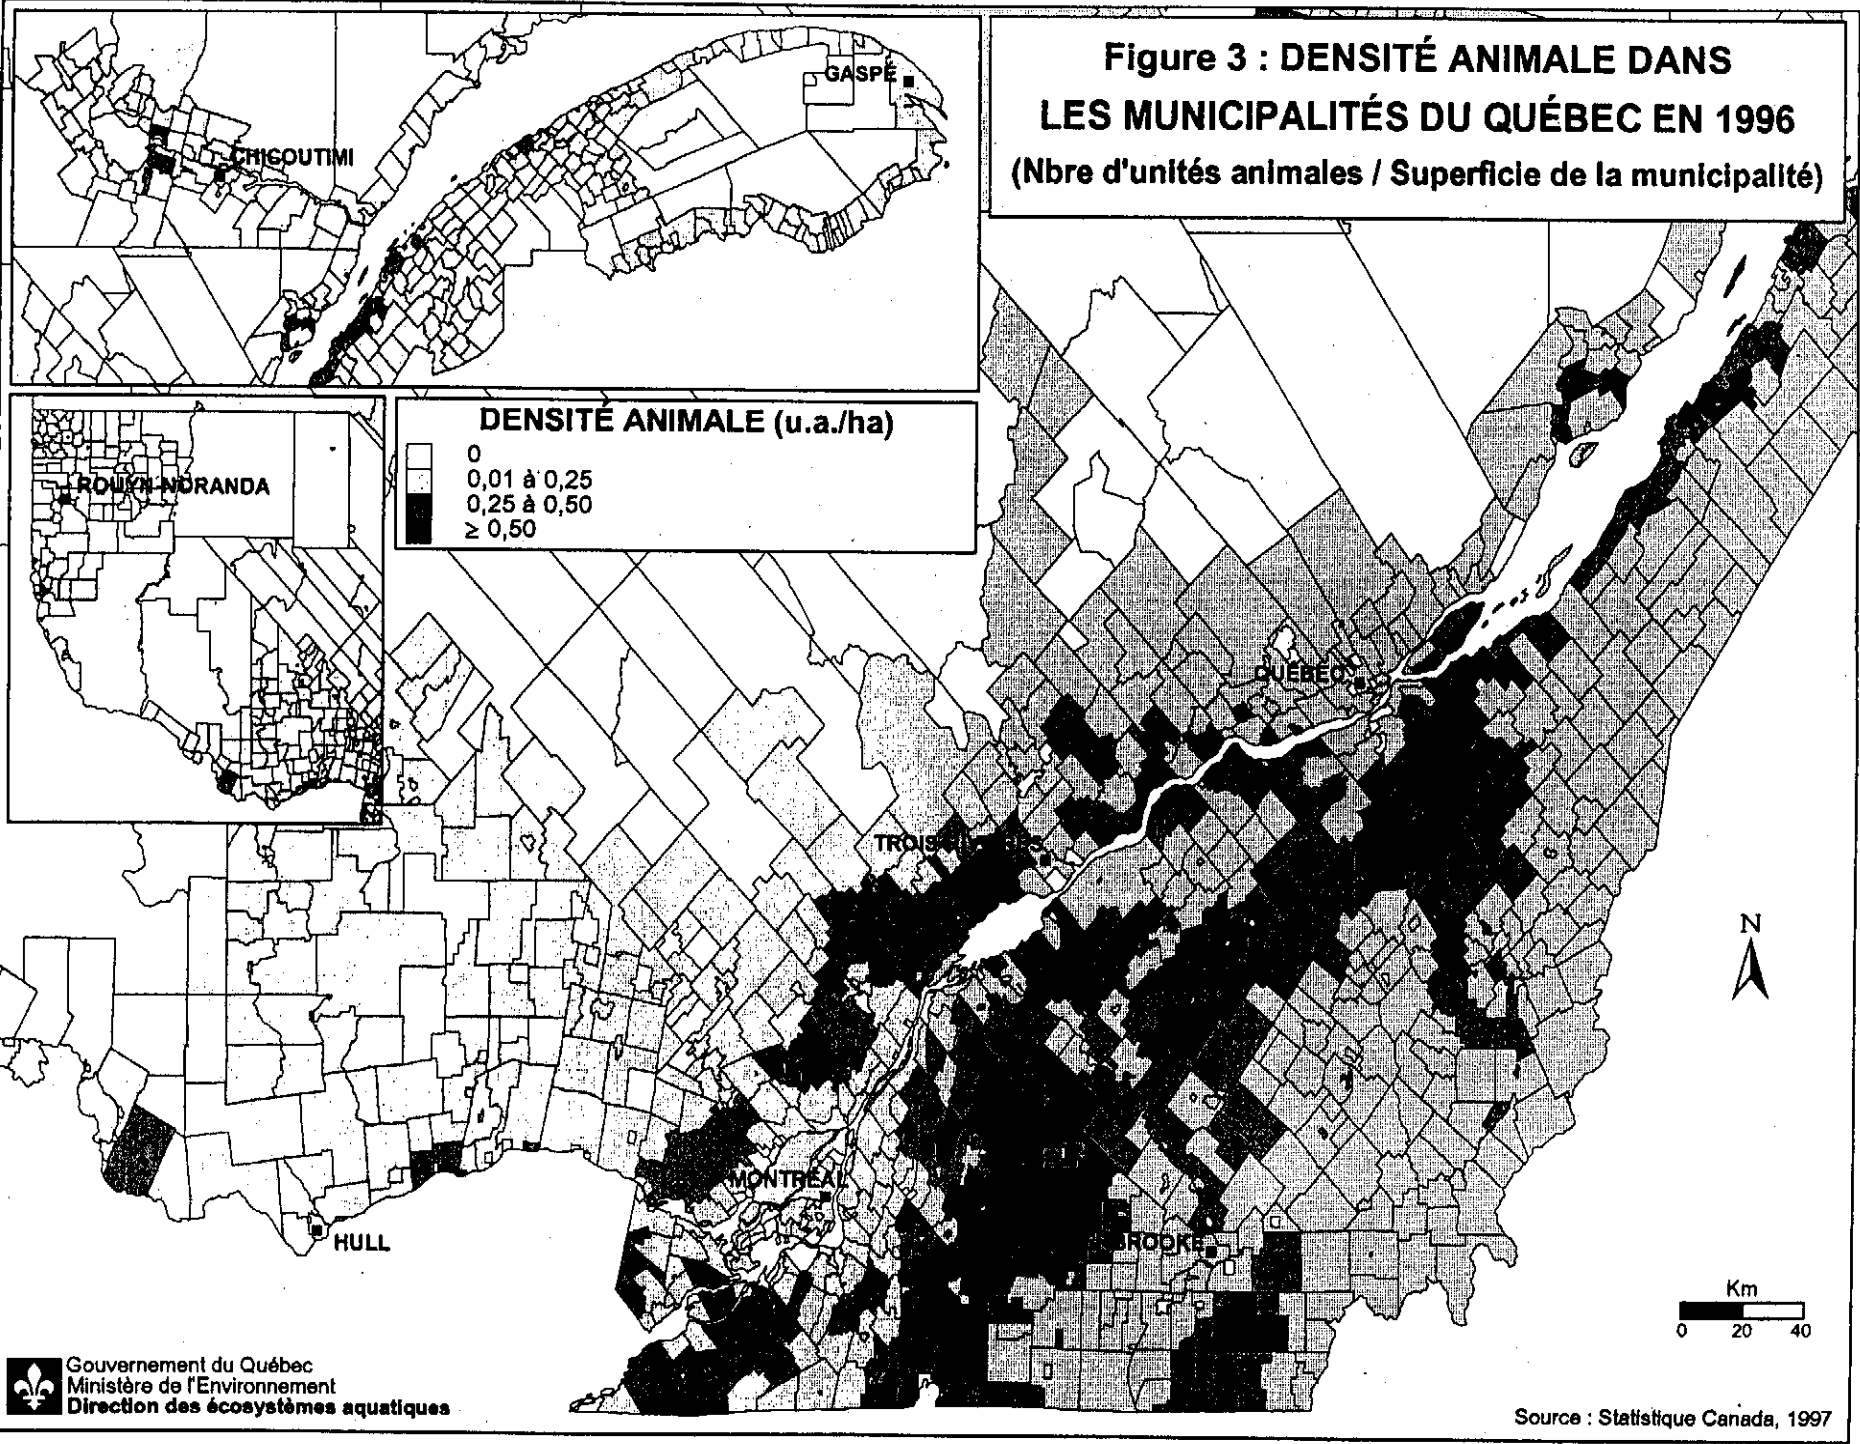 Figure 3 : DENSITÉ ANIMALE DANS
LES MUNICIPALITÉS DU QUÉBEC EN 1996
(Nbre d'unités animales / Superficie de la municipalité)
GASPÉ
CHICOUTIMI
DENSITÉ ANIMALE (u.a./ha)
0
0,01 à 0,25
0,25 à 0,50
≥ 0,50
ROUYN-NORANDA
QUÉBEC
MONTRÉAL
HULL
N
Km
0 20 40
Gouvernement du Québec
Ministère de l'Environnement
Direction des écosystèmes aquatiques
Source : Statistique Canada, 1997